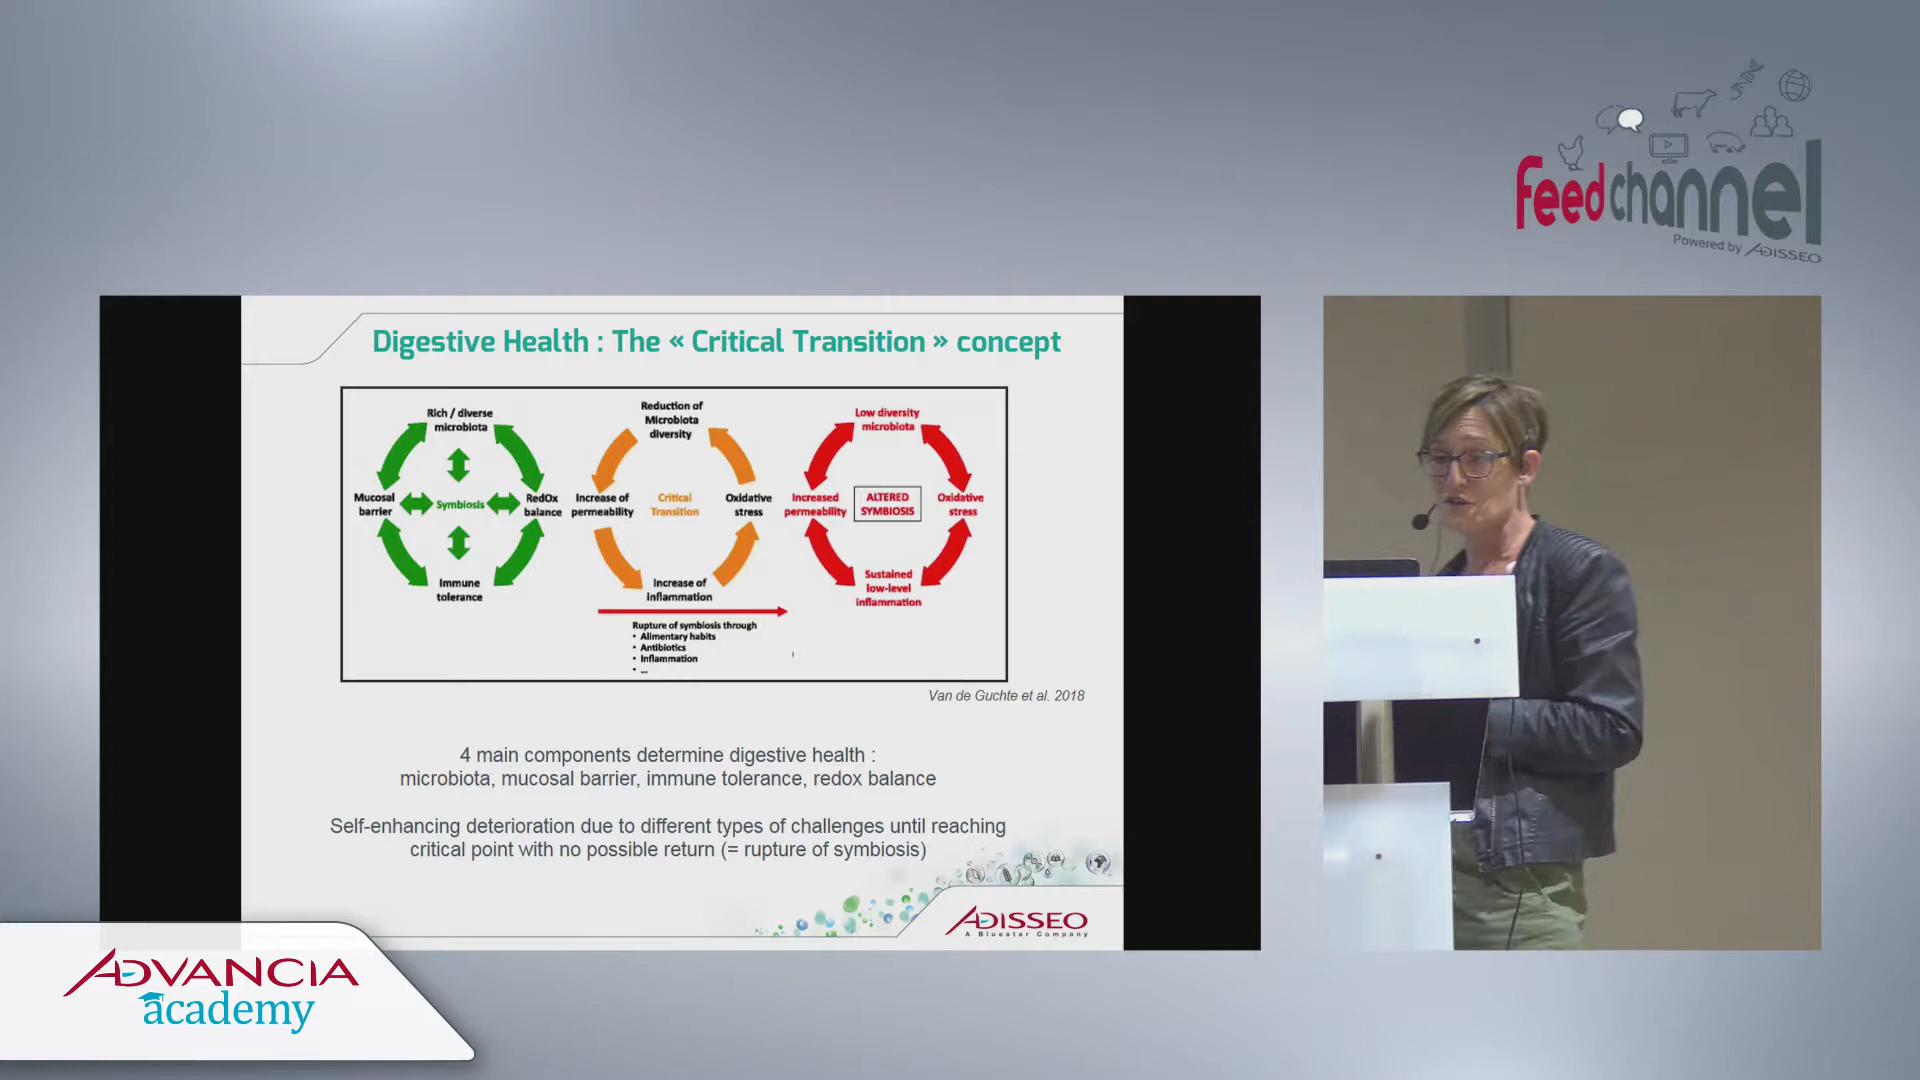 feedchannel
Powered by ADISSEO
Digestive Health : The « Critical Transition » concept
Rich / diverse
microbiota
Mucosal
barrier
Symbiosis
RedOx
balance
Immune
tolerance
Reduction of
Microbiota
diversity
Increase of
permeability
Critical
Transition
Oxidative
stress
Increase of
inflammation
Rupture of symbiosis through
• Alimentary habits
• Antibiotics
• Inflammation
• ...
Low diversity
microbiota
Increased
permeability
ALTERED
SYMBIOSIS
Oxidative
stress
Sustained
low-level
inflammation
Van de Guchte et al. 2018
4 main components determine digestive health :
microbiota, mucosal barrier, immune tolerance, redox balance
Self-enhancing deterioration due to different types of challenges until reaching
critical point with no possible return (= rupture of symbiosis)
ADISSEO
A Bluestar Company
ADVANCIA
academy